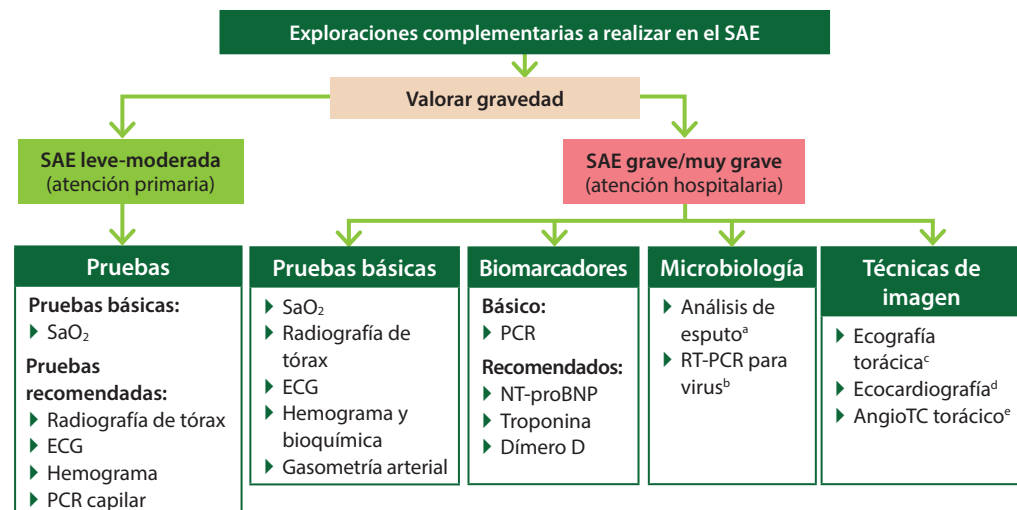 Exploraciones complementarias a realizar en el SAE
Valorar gravedad
SAE leve-moderada
(atención primaria)
SAE grave/muy grave
(atención hospitalaria)
Pruebas
Pruebas básicas:
SaO₂
Pruebas
recomendadas:
Radiografía de tórax
ECG
Hemograma
PCR capilar
Pruebas básicas
SaO₂
Radiografía de
tórax
ECG
Hemograma y
bioquímica
Gasometría arterial
Biomarcadores
Básico:
PCR
Recomendados:
NT-proBNP
Troponina
Dímero D
Microbiología
Análisis de
esputoᵃ
RT-PCR para
virusᵇ
Técnicas de
imagen
Ecografía
torácicaᶜ
Ecocardiografíaᵈ
AngioTC torácicoᵉ